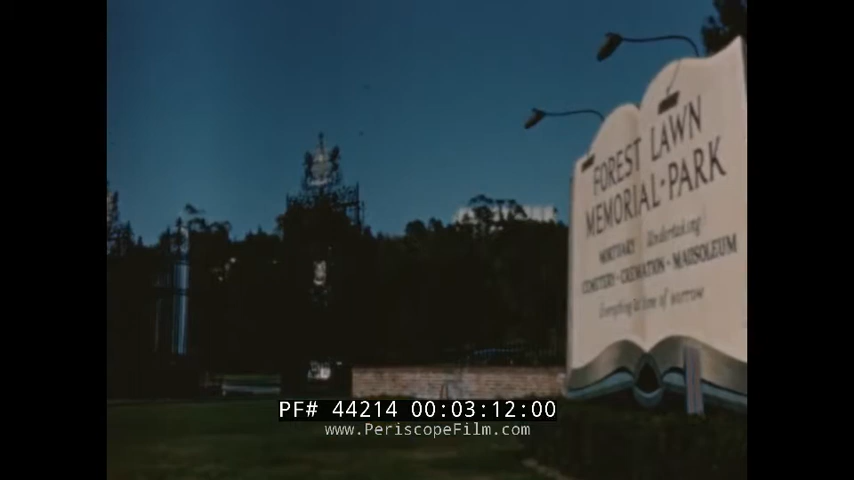 FOREST LAWN
MEMORIAL-PARK
MORTUARY Undertaking
CEMETERY - CREMATION - MAUSOLEUM
Everything at time of sorrow
PF# 44214 00:03:12:00
www.PeriscopeFilm.com